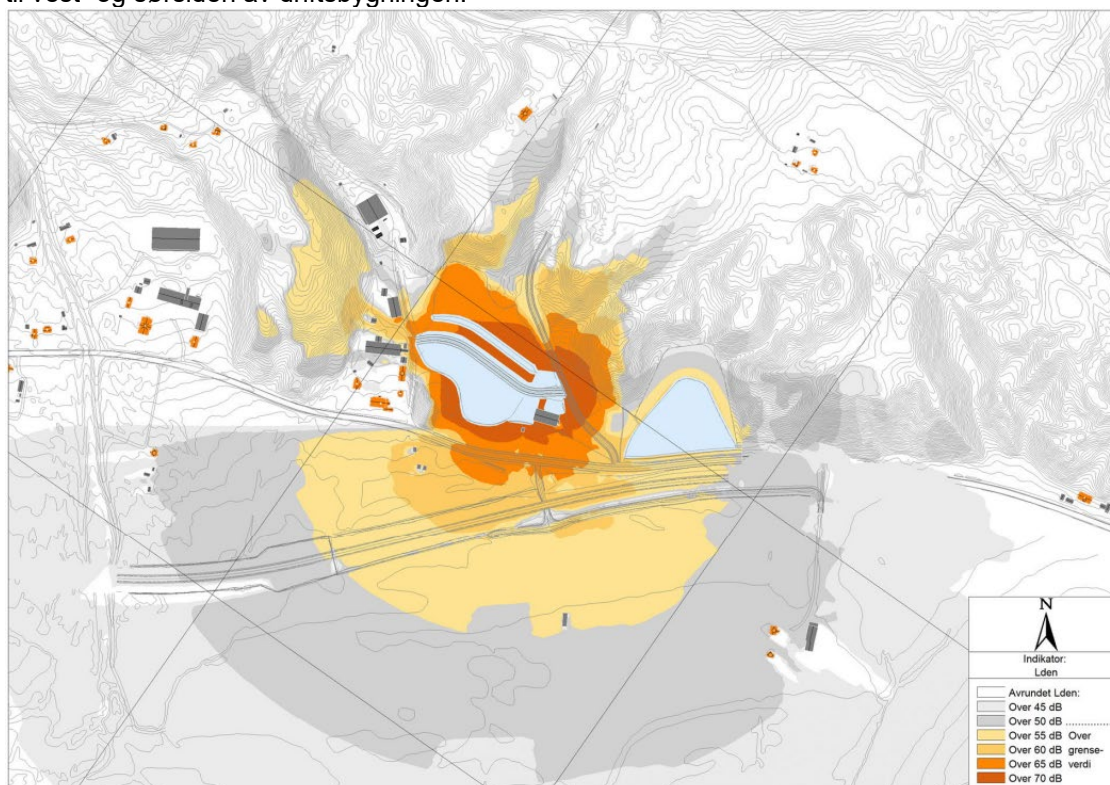 til vest- og sørsiden av driftsbygningen.
N
Indikator:
Lden
Avrundet Lden:
Over 45 dB
Over 50 dB ............
Over 55 dB Over
Over 60 dB grense-
Over 65 dB verdi
Over 70 dB